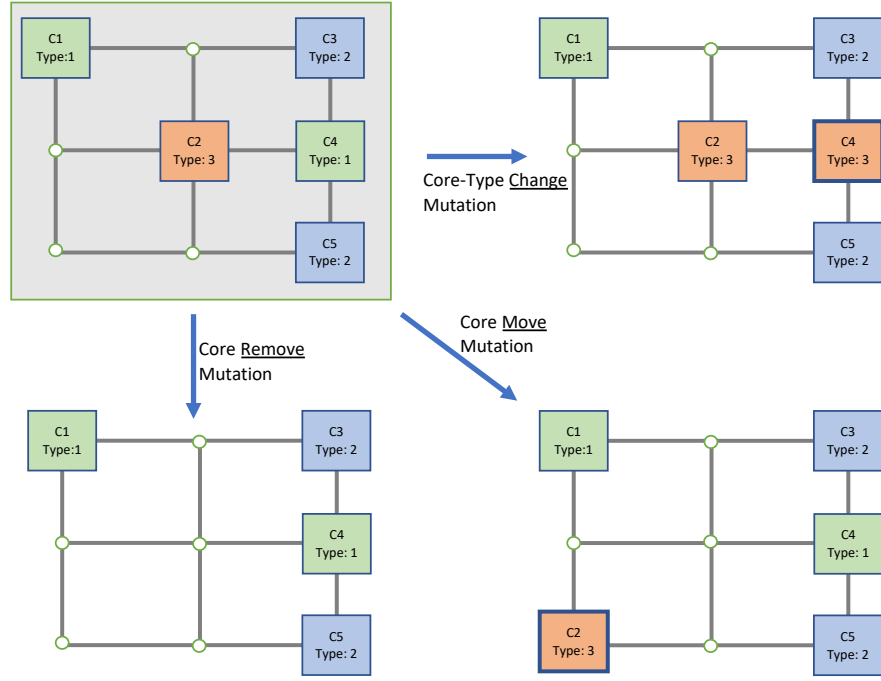 C1
Type:1
C3
Type: 2
C2
Type: 3
C4
Type: 1
C5
Type: 2
Core-Type Change
Mutation
C1
Type:1
C3
Type: 2
C2
Type: 3
C4
Type: 3
C5
Type: 2
Core Remove
Mutation
Core Move
Mutation
C1
Type:1
C3
Type: 2
C4
Type: 1
C5
Type: 2
C1
Type:1
C3
Type: 2
C4
Type: 1
C2
Type: 3
C5
Type: 2